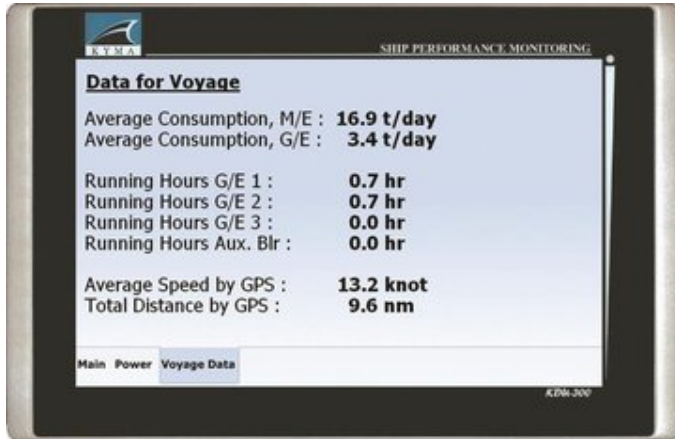 KYMA
SHIP PERFORMANCE MONITORING
Data for Voyage
Average Consumption, M/E : 16.9 t/day
Average Consumption, G/E : 3.4 t/day
Running Hours G/E 1 : 0.7 hr
Running Hours G/E 2 : 0.7 hr
Running Hours G/E 3 : 0.0 hr
Running Hours Aux. Blr : 0.0 hr
Average Speed by GPS : 13.2 knot
Total Distance by GPS : 9.6 nm
Main Power Voyage Data